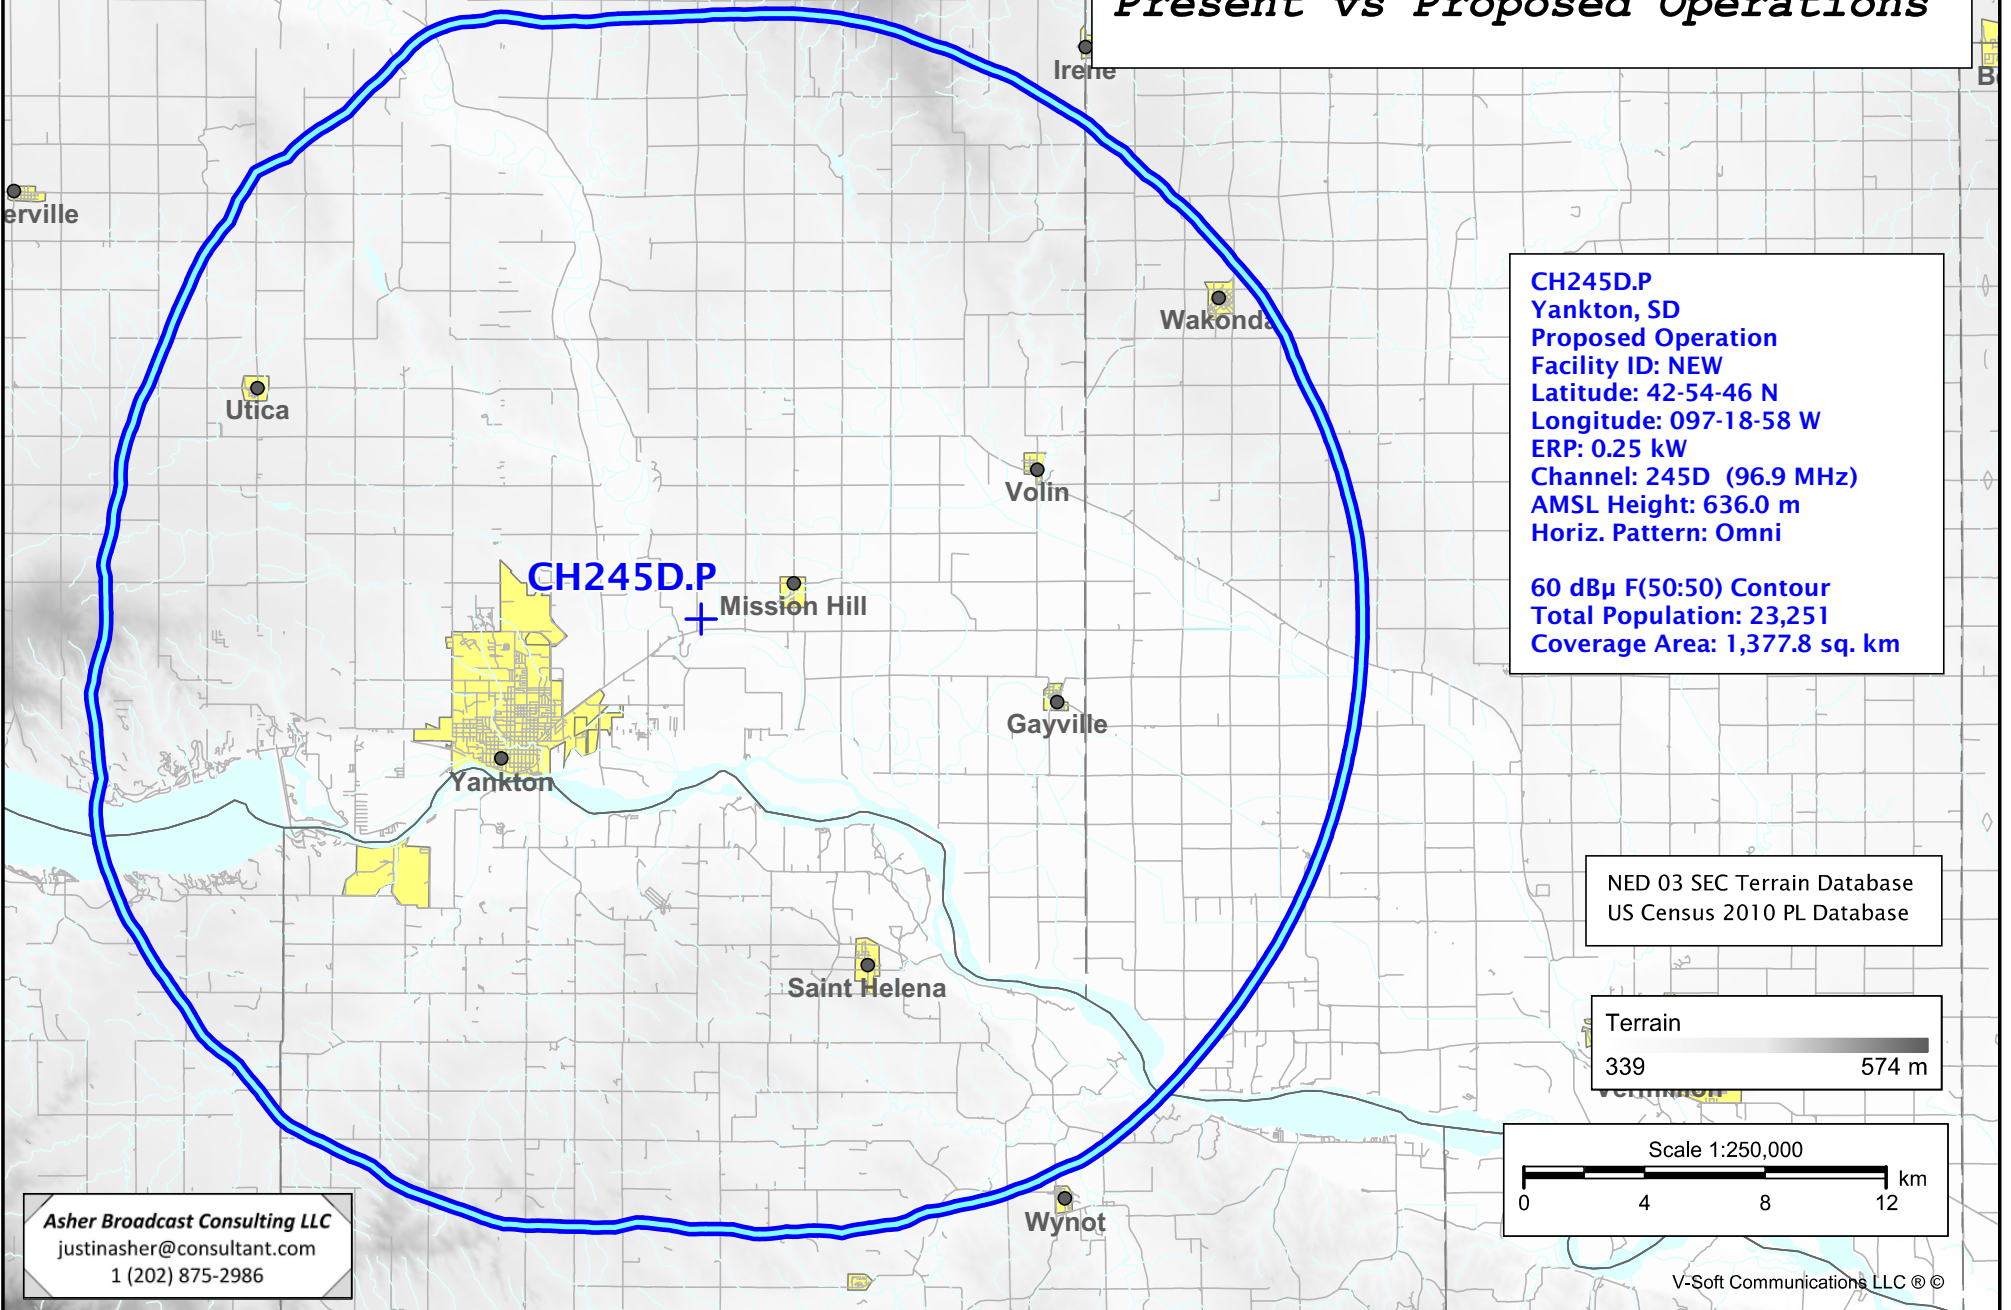 Present vs Proposed Operations
Irene
erville
Wakonda
Utica
Volin
CH245D.P
Mission Hill
Gayville
Yankton
Saint Helena
Wynot
CH245D.P
Yankton, SD
Proposed Operation
Facility ID: NEW
Latitude: 42-54-46 N
Longitude: 097-18-58 W
ERP: 0.25 kW
Channel: 245D (96.9 MHz)
AMSL Height: 636.0 m
Horiz. Pattern: Omni
60 dBµ F(50:50) Contour
Total Population: 23,251
Coverage Area: 1,377.8 sq. km
NED 03 SEC Terrain Database
US Census 2010 PL Database
Terrain
339 574 m
Vermillion
Scale 1:250,000
km
0 4 8 12
Asher Broadcast Consulting LLC
justinasher@consultant.com
1 (202) 875-2986
V-Soft Communications LLC ® ©